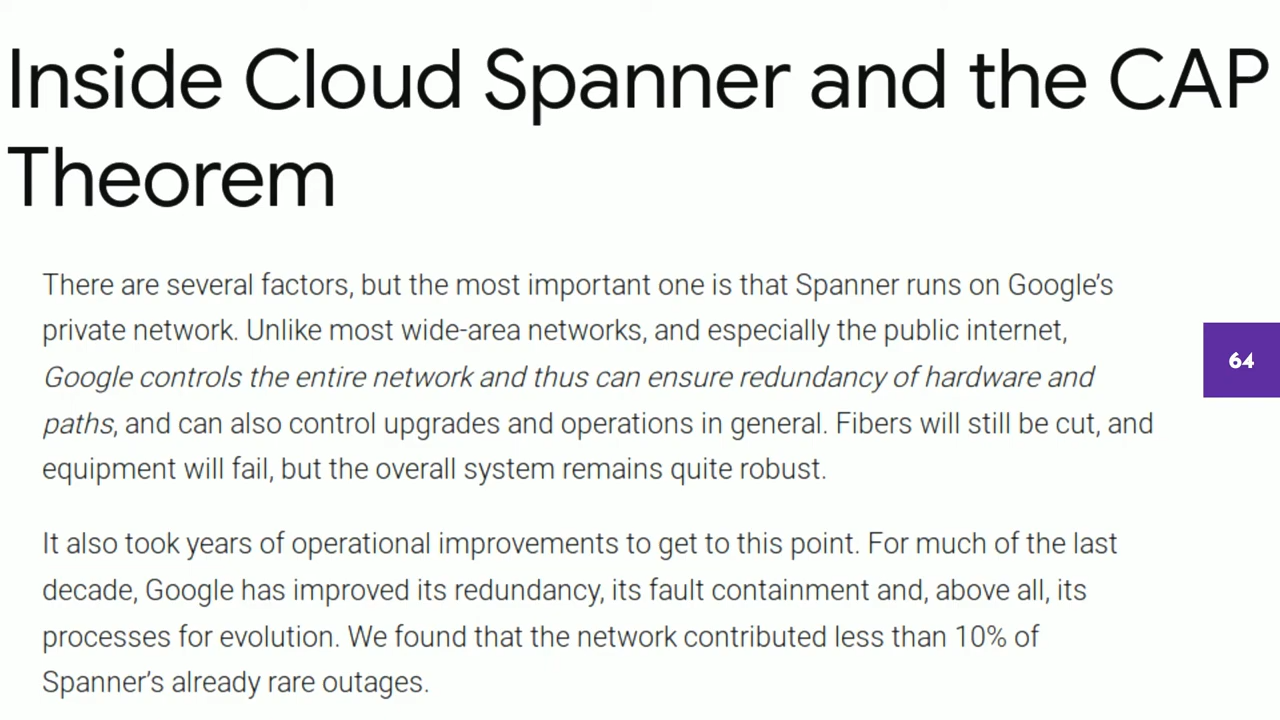 Inside Cloud Spanner and the CAP
Theorem
There are several factors, but the most important one is that Spanner runs on Google’s
private network. Unlike most wide-area networks, and especially the public internet,
Google controls the entire network and thus can ensure redundancy of hardware and
paths, and can also control upgrades and operations in general. Fibers will still be cut, and
equipment will fail, but the overall system remains quite robust.
64
It also took years of operational improvements to get to this point. For much of the last
decade, Google has improved its redundancy, its fault containment and, above all, its
processes for evolution. We found that the network contributed less than 10% of
Spanner’s already rare outages.